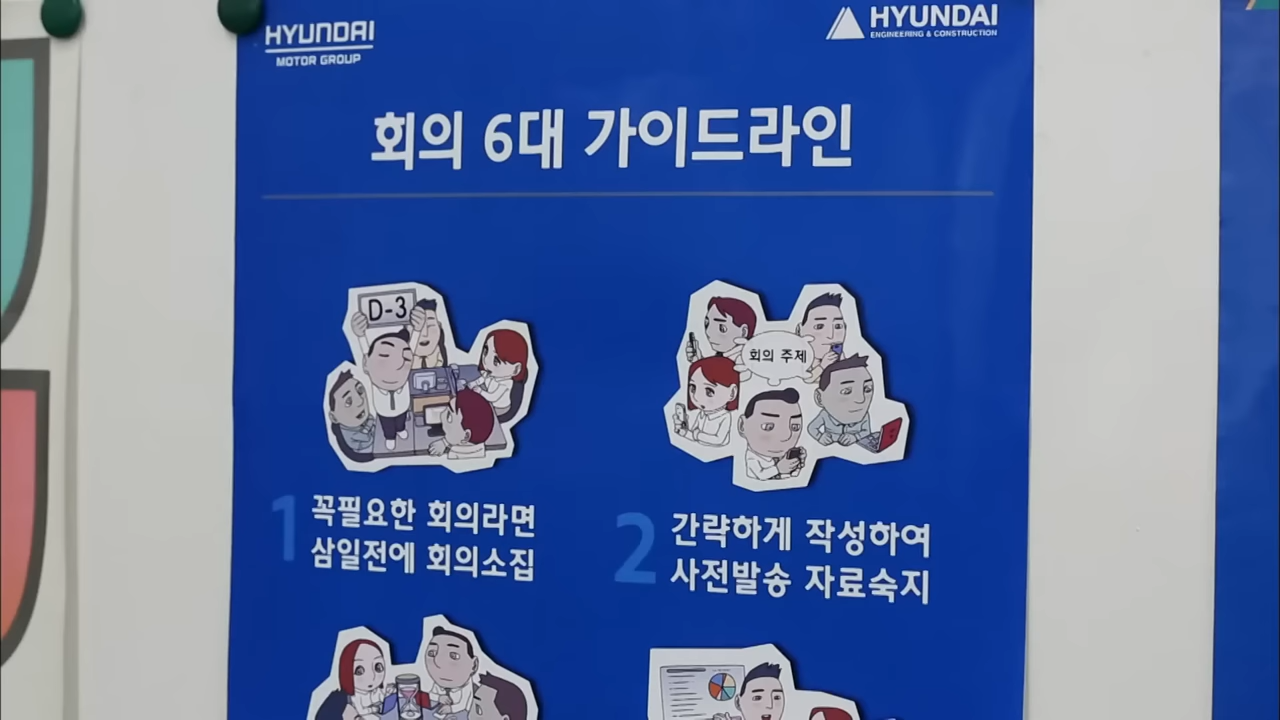 HYUNDAI
MOTOR GROUP
HYUNDAI
ENGINEERING & CONSTRUCTION
회의 6대 가이드라인
D-3
회의 주제
1 꼭필요한 회의라면
삼일전에 회의소집
2 간략하게 작성하여
사전발송 자료숙지